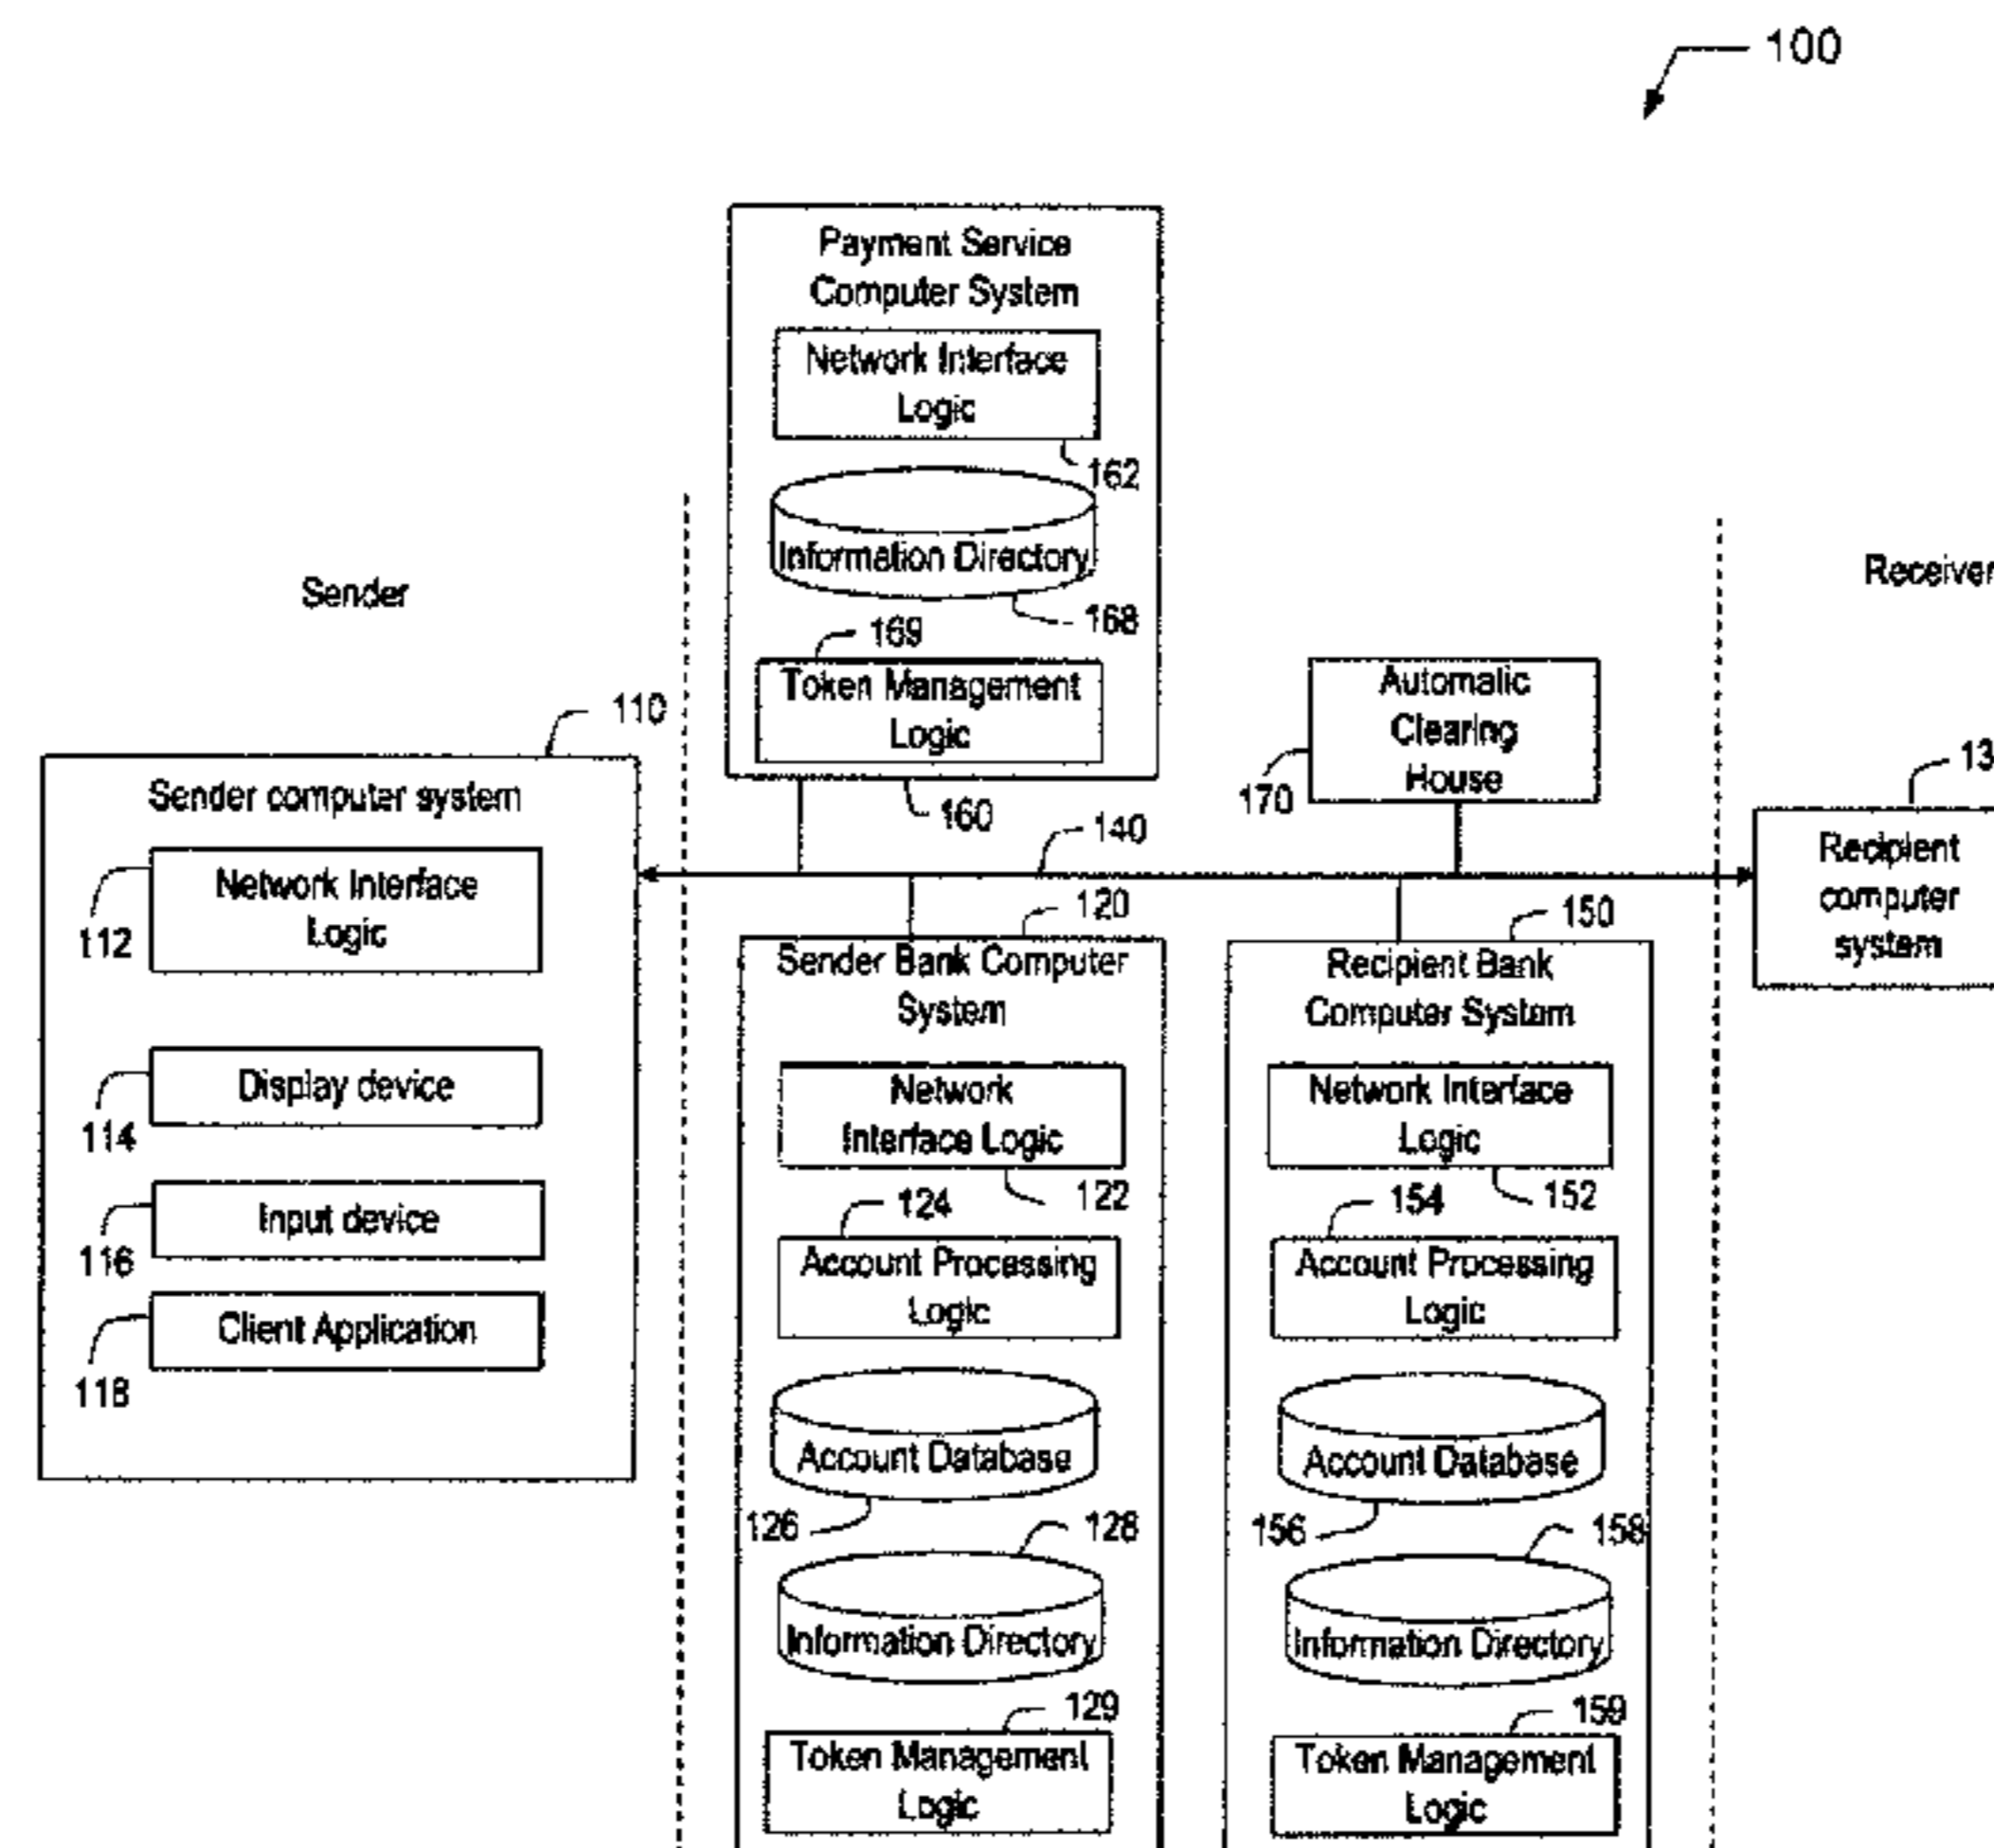 100
Payment Service
Computer System
Network Interface
Logic
162
Information Directory
168
169
Token Management
Logic
160
Sender
Receiver
110
Sender computer system
Network Interface
Logic
112
Display device
114
Input device
116
Client Application
118
140
Automatic
Clearing
House
170
13
Recipient
computer
system
120
Sender Bank Computer
System
Network
Interface Logic
122
124
Account Processing
Logic
Account Database
126
128
Information Directory
129
Token Management
Logic
150
Recipient Bank
Computer System
Network Interface
Logic
152
154
Account Processing
Logic
Account Database
156
158
Information Directory
159
Token Management
Logic